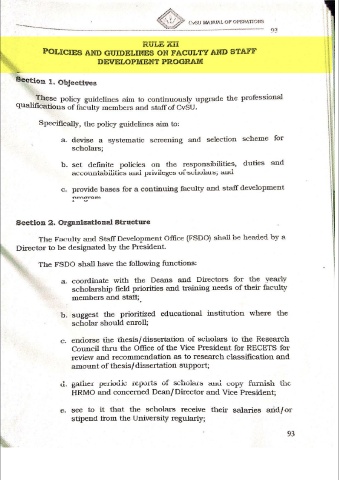 CvSU MANUAL OF OPERATIONS
93
RULE XII
POLICIES AND GUIDELINES ON FACULTY AND STAFF
DEVELOPMENT PROGRAM
Section 1. Objectives
These policy guidelines aim to continuously upgrade the professional
qualifications of faculty members and staff of CvSU.
Specifically, the policy guidelines aim to:
a. devise a systematic screening and selection scheme for
scholars;
b. set definite policies on the responsibilities, duties and
accountabilities and privileges of scholars; and
c. provide bases for a continuing faculty and staff development
program
Section 2. Organizational Structure
The Faculty and Staff Development Office (FSDO) shall be headed by a
Director to be designated by the President.
The FSDO shall have the following functions:
a. coordinate with the Deans and Directors for the yearly
scholarship field priorities and training needs of their faculty
members and staff;
b. suggest the prioritized educational institution where the
scholar should enroll;
c. endorse the thesis/dissertation of scholars to the Research
Council thru the Office of the Vice President for RECETS for
review and recommendation as to research classification and
amount of thesis/dissertation support;
d. gather periodic reports of scholars and copy furnish the
HRMO and concerned Dean/Director and Vice President;
e. see to it that the scholars receive their salaries and/or
stipend from the University regularly;
93